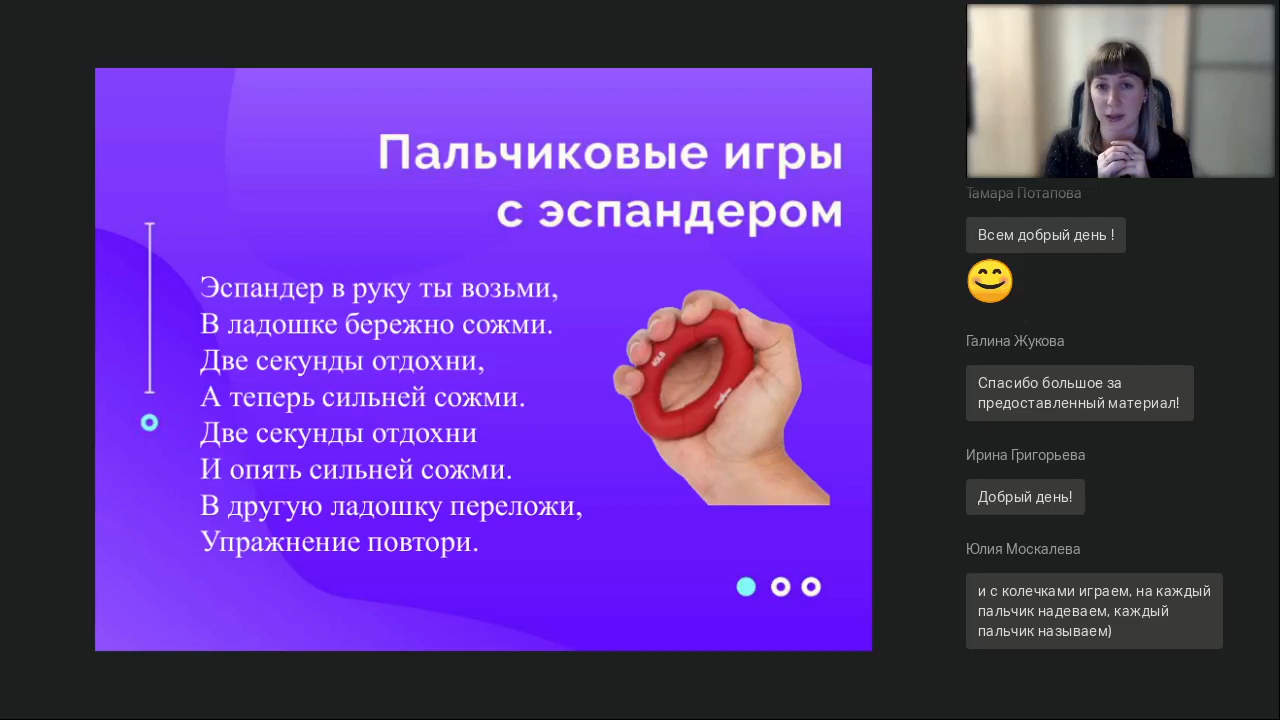 Пальчиковые игры
с эспандером
Эспандер в руку ты возьми,
В ладошке бережно сожми.
Две секунды отдохни,
А теперь сильней сожми.
Две секунды отдохни
И опять сильней сожми.
В другую ладошку переложи,
Упражнение повтори.
Тамара Потапова
Всем добрый день !
Галина Жукова
Спасибо большое за
предоставленный материал!
Ирина Григорьева
Добрый день!
Юлия Москалева
и с колечками играем, на каждый
пальчик надеваем, каждый
пальчик называем)